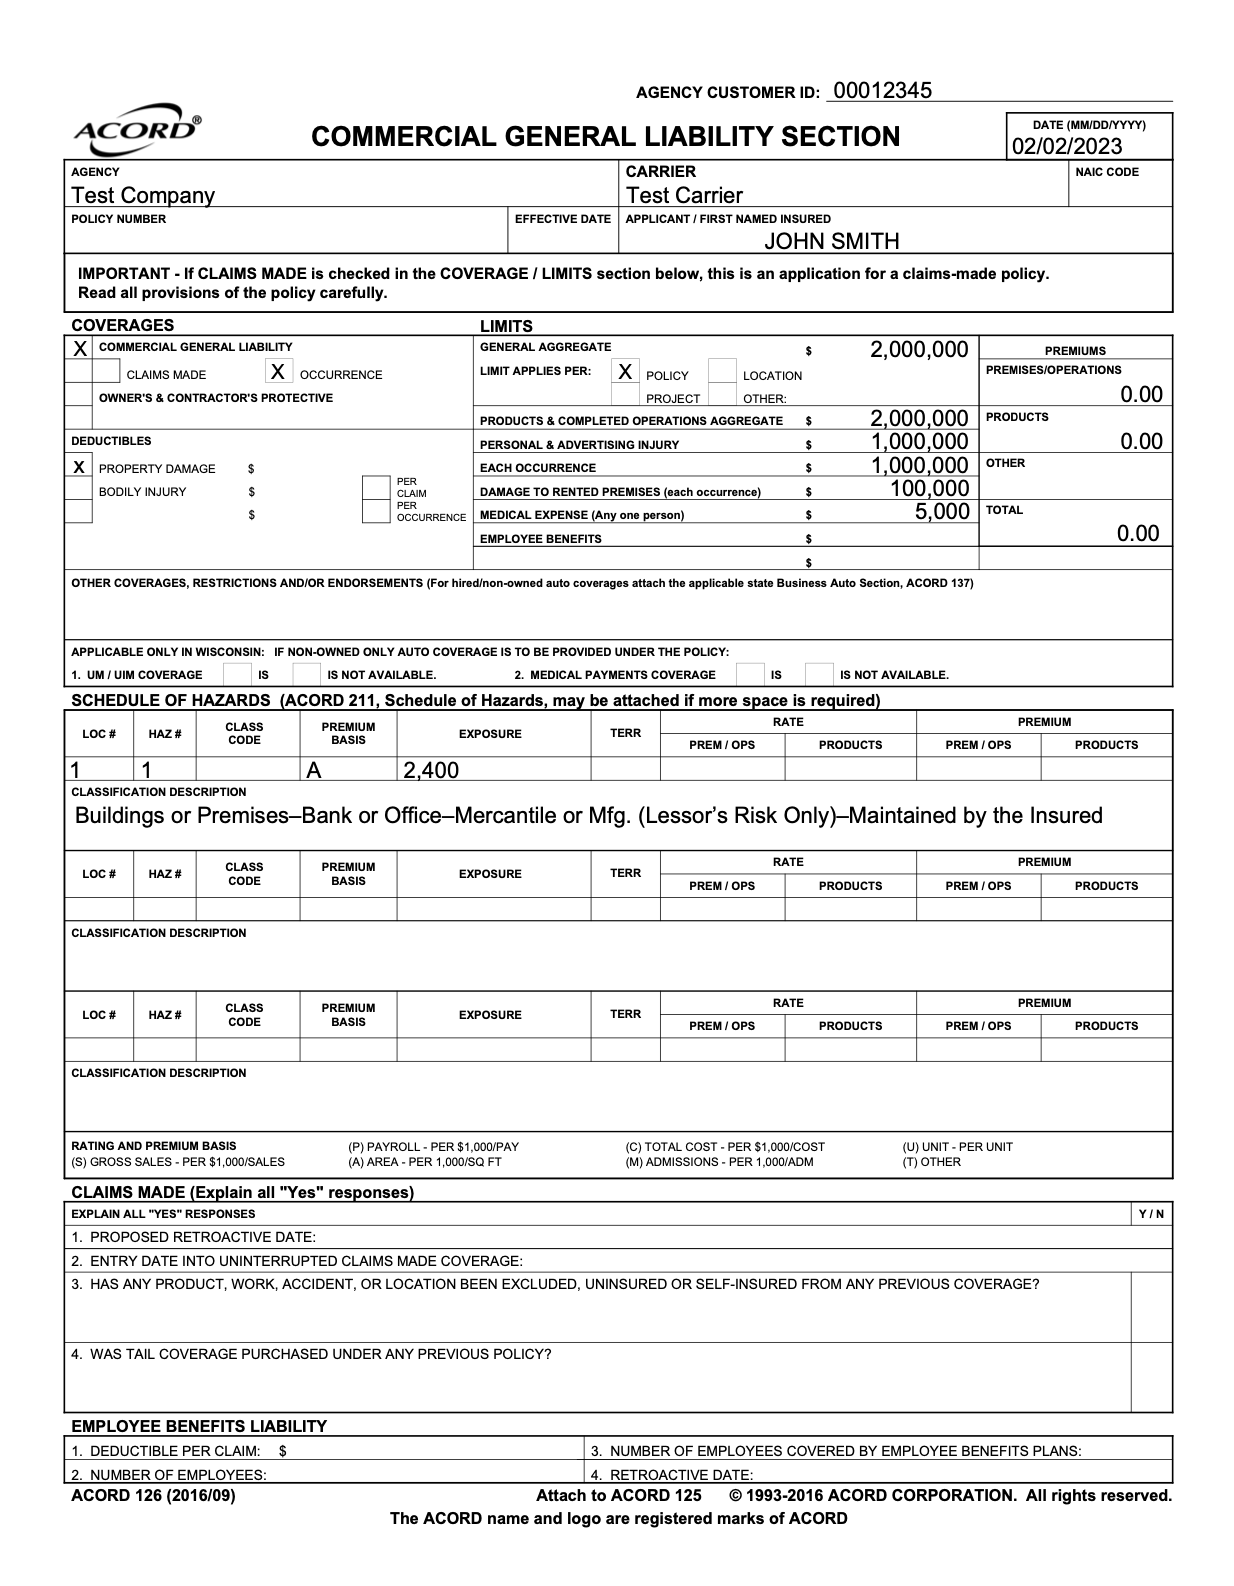 AGENCY CUSTOMER ID: 00012345
ACORD®
COMMERCIAL GENERAL LIABILITY SECTION
DATE (MM/DD/YYYY)
02/02/2023
AGENCY
Test Company
CARRIER
Test Carrier
NAIC CODE
POLICY NUMBER
EFFECTIVE DATE
APPLICANT / FIRST NAMED INSURED
JOHN SMITH
IMPORTANT - If CLAIMS MADE is checked in the COVERAGE / LIMITS section below, this is an application for a claims-made policy.
Read all provisions of the policy carefully.
COVERAGES
X COMMERCIAL GENERAL LIABILITY
CLAIMS MADE X OCCURRENCE
OWNER'S & CONTRACTOR'S PROTECTIVE
DEDUCTIBLES
X PROPERTY DAMAGE $
BODILY INJURY $
$
PER
CLAIM
PER
OCCURRENCE
LIMITS
GENERAL AGGREGATE $ 2,000,000
LIMIT APPLIES PER: X POLICY LOCATION
PROJECT OTHER:
PRODUCTS & COMPLETED OPERATIONS AGGREGATE $ 2,000,000
PERSONAL & ADVERTISING INJURY $ 1,000,000
EACH OCCURRENCE $ 1,000,000
DAMAGE TO RENTED PREMISES (each occurrence) $ 100,000
MEDICAL EXPENSE (Any one person) $ 5,000
EMPLOYEE BENEFITS $
$
PREMIUMS
PREMISES/OPERATIONS
0.00
PRODUCTS
0.00
OTHER
TOTAL
0.00
OTHER COVERAGES, RESTRICTIONS AND/OR ENDORSEMENTS (For hired/non-owned auto coverages attach the applicable state Business Auto Section, ACORD 137)
APPLICABLE ONLY IN WISCONSIN: IF NON-OWNED ONLY AUTO COVERAGE IS TO BE PROVIDED UNDER THE POLICY:
1. UM / UIM COVERAGE IS IS NOT AVAILABLE. 2. MEDICAL PAYMENTS COVERAGE IS IS NOT AVAILABLE.
SCHEDULE OF HAZARDS (ACORD 211, Schedule of Hazards, may be attached if more space is required)
LOC # HAZ # CLASS CODE PREMIUM BASIS EXPOSURE TERR RATE PREMIUM
PREM / OPS PRODUCTS PREM / OPS PRODUCTS
1 1 A 2,400
CLASSIFICATION DESCRIPTION
Buildings or Premises–Bank or Office–Mercantile or Mfg. (Lessor’s Risk Only)–Maintained by the Insured
LOC # HAZ # CLASS CODE PREMIUM BASIS EXPOSURE TERR RATE PREMIUM
PREM / OPS PRODUCTS PREM / OPS PRODUCTS
CLASSIFICATION DESCRIPTION
LOC # HAZ # CLASS CODE PREMIUM BASIS EXPOSURE TERR RATE PREMIUM
PREM / OPS PRODUCTS PREM / OPS PRODUCTS
CLASSIFICATION DESCRIPTION
RATING AND PREMIUM BASIS (P) PAYROLL - PER $1,000/PAY (C) TOTAL COST - PER $1,000/COST (U) UNIT - PER UNIT
(S) GROSS SALES - PER $1,000/SALES (A) AREA - PER 1,000/SQ FT (M) ADMISSIONS - PER 1,000/ADM (T) OTHER
CLAIMS MADE (Explain all "Yes" responses)
EXPLAIN ALL "YES" RESPONSES Y / N
1. PROPOSED RETROACTIVE DATE:
2. ENTRY DATE INTO UNINTERRUPTED CLAIMS MADE COVERAGE:
3. HAS ANY PRODUCT, WORK, ACCIDENT, OR LOCATION BEEN EXCLUDED, UNINSURED OR SELF-INSURED FROM ANY PREVIOUS COVERAGE?
4. WAS TAIL COVERAGE PURCHASED UNDER ANY PREVIOUS POLICY?
EMPLOYEE BENEFITS LIABILITY
1. DEDUCTIBLE PER CLAIM: $ 3. NUMBER OF EMPLOYEES COVERED BY EMPLOYEE BENEFITS PLANS:
2. NUMBER OF EMPLOYEES: 4. RETROACTIVE DATE:
ACORD 126 (2016/09) Attach to ACORD 125 © 1993-2016 ACORD CORPORATION. All rights reserved.
The ACORD name and logo are registered marks of ACORD